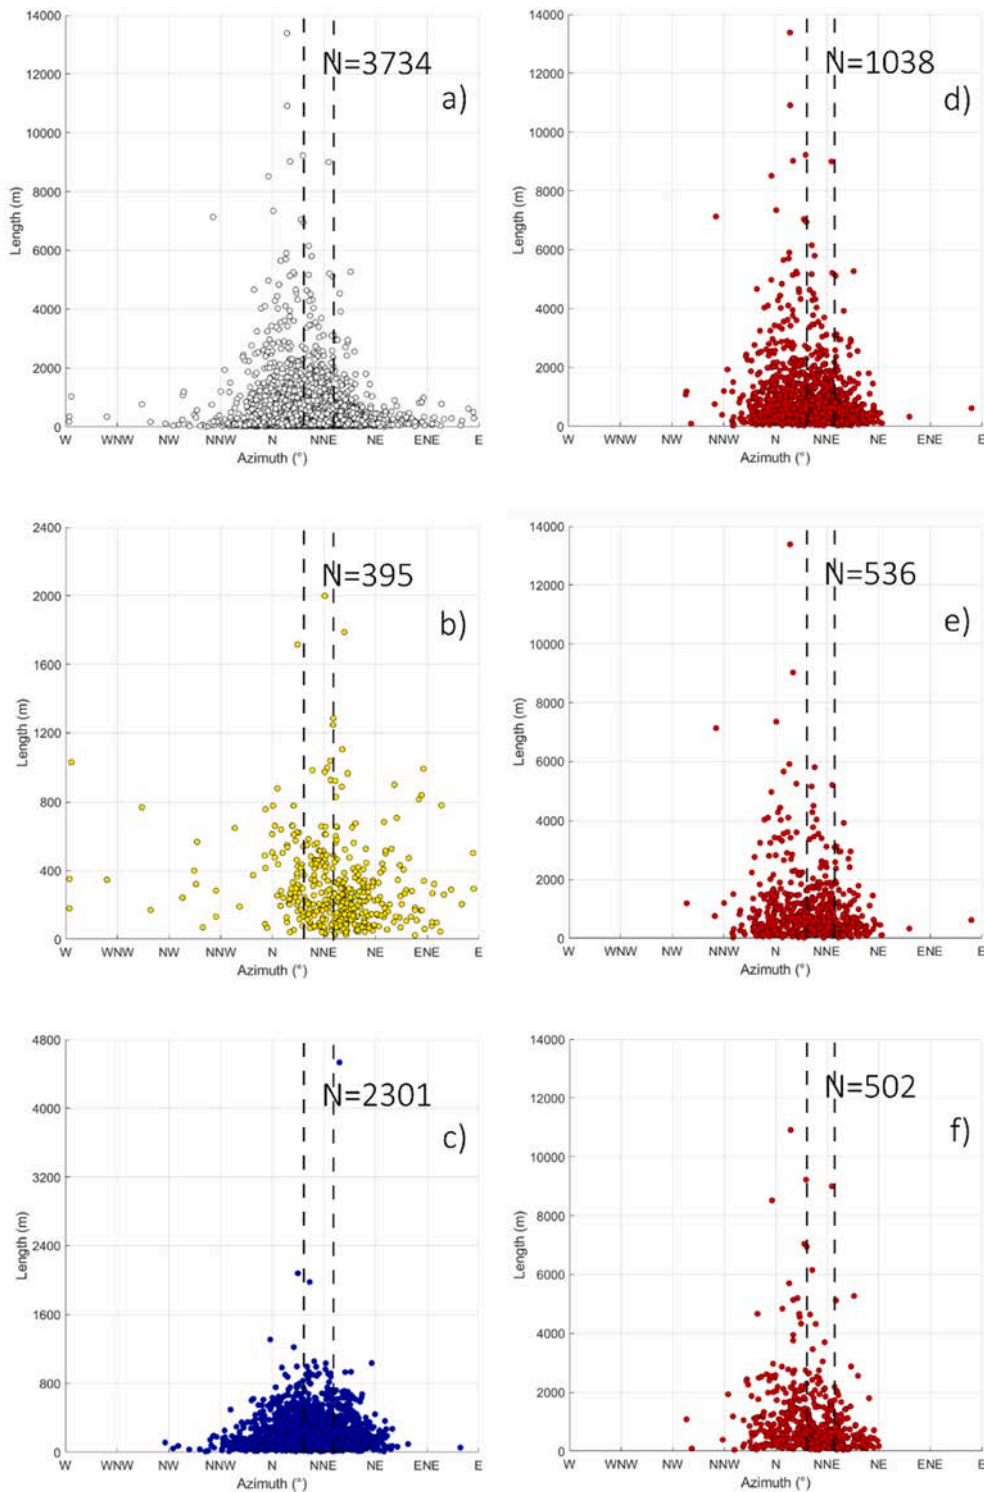 14000
12000
10000
8000
6000
4000
2000
0
Length (m)
N=3734
a)
W WNW NW NNW N NNE NE ENE E
Azimuth (°)
14000
12000
10000
8000
6000
4000
2000
0
Length (m)
N=1038
d)
W WNW NW NNW N NNE NE ENE E
Azimuth (°)
2400
2000
1600
1200
800
400
0
Length (m)
N=395
b)
W WNW NW NNW N NNE NE ENE E
Azimuth (°)
14000
12000
10000
8000
6000
4000
2000
0
Length (m)
N=536
e)
W WNW NW NNW N NNE NE ENE E
Azimuth (°)
4800
4000
3200
2400
1600
800
0
Length (m)
N=2301
c)
W WNW NW NNW N NNE NE ENE E
Azimuth (°)
14000
12000
10000
8000
6000
4000
2000
0
Length (m)
N=502
f)
W WNW NW NNW N NNE NE ENE E
Azimuth (°)